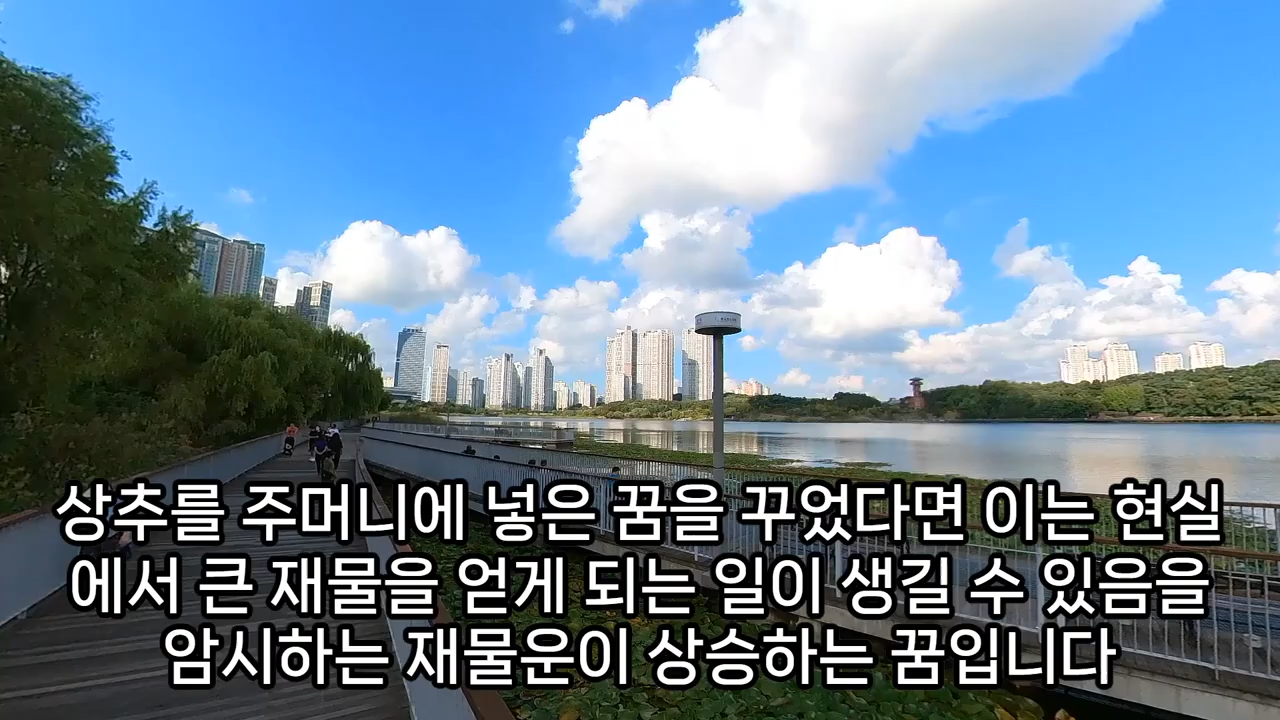 상추를 주머니에 넣은 꿈을 꾸었다면 이는 현실
에서 큰 재물을 얻게 되는 일이 생길 수 있음을
암시하는 재물운이 상승하는 꿈입니다